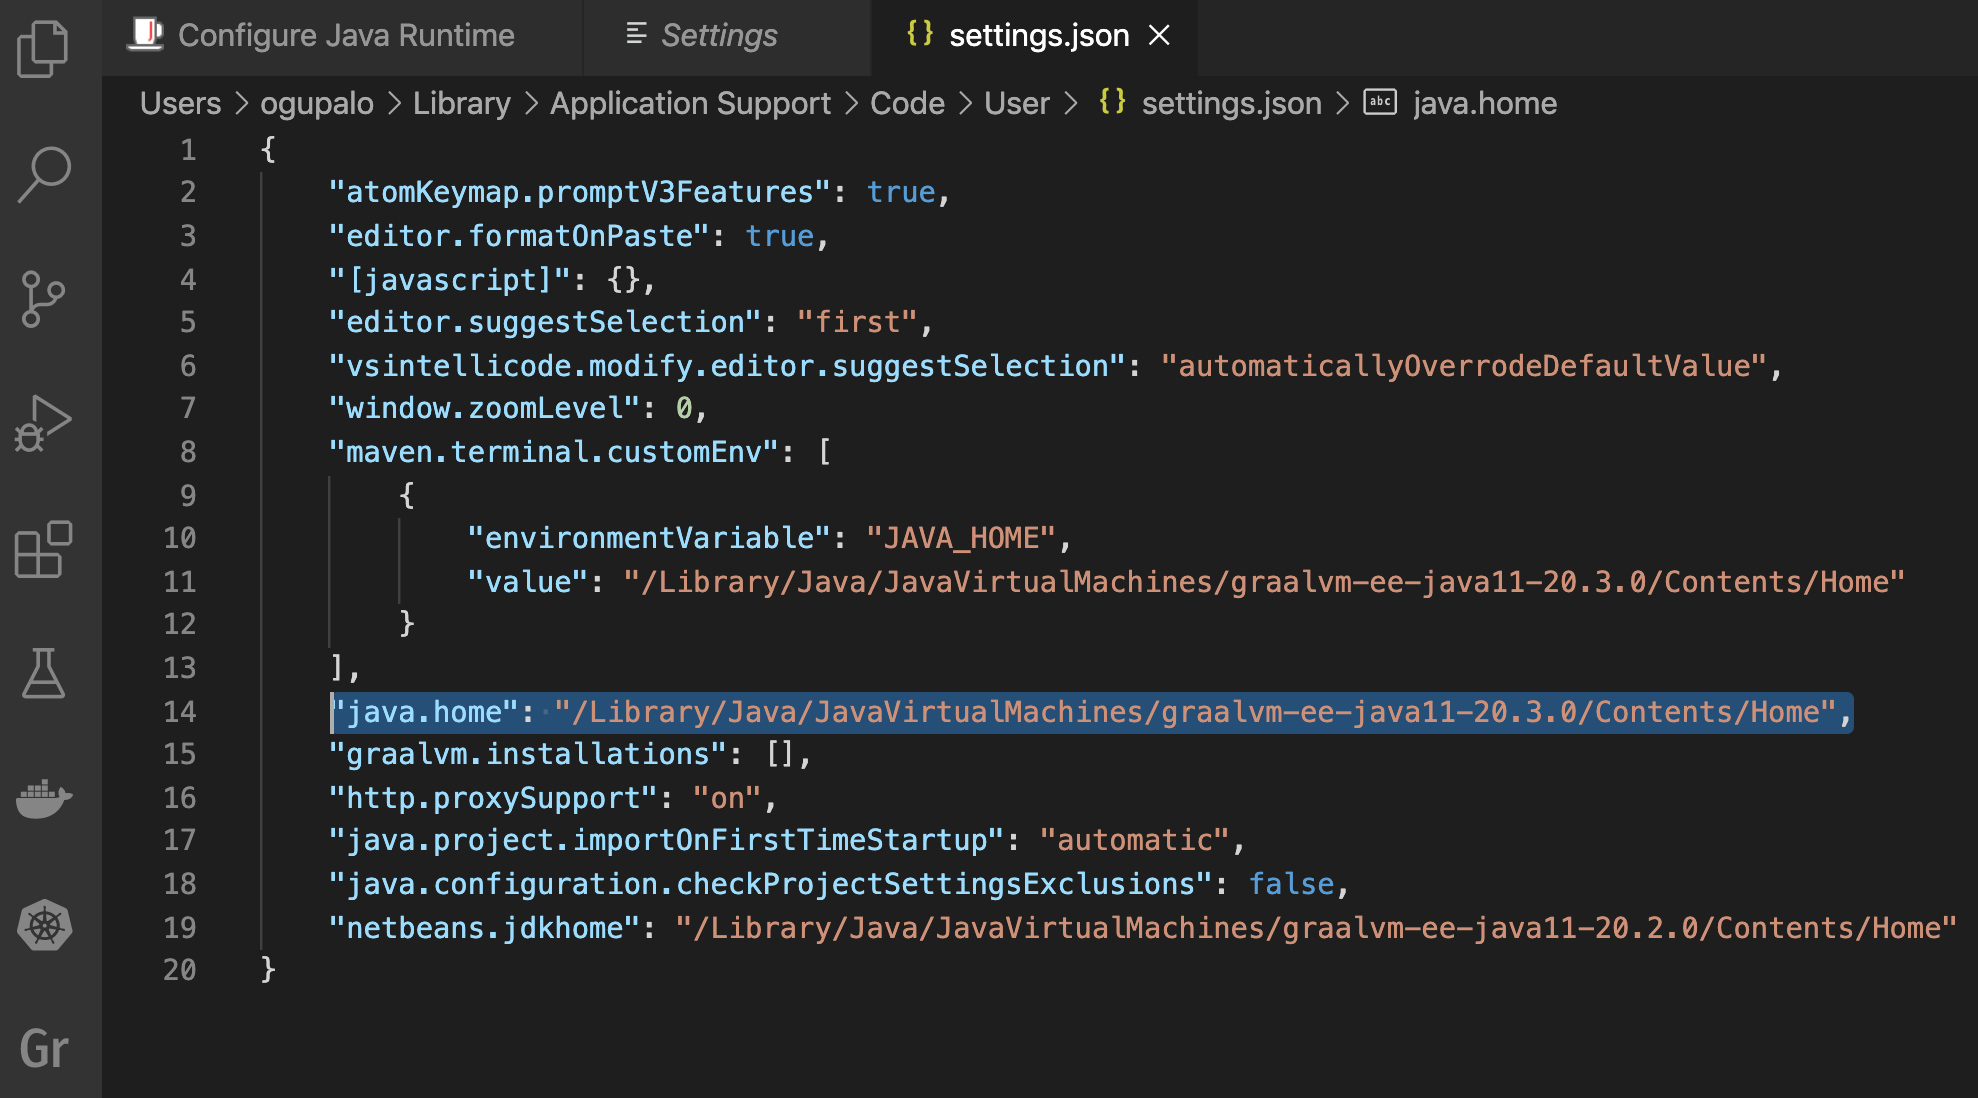 Configure Java Runtime Settings {} settings.json ×
Users > ogupalo > Library > Application Support > Code > User > {} settings.json > abc java.home
1 {
2 "atomKeymap.promptV3Features": true,
3 "editor.formatOnPaste": true,
4 "[javascript]": {},
5 "editor.suggestSelection": "first",
6 "vsintellicode.modify.editor.suggestSelection": "automaticallyOverrodeDefaultValue",
7 "window.zoomLevel": 0,
8 "maven.terminal.customEnv": [
9 {
10 "environmentVariable": "JAVA_HOME",
11 "value": "/Library/Java/JavaVirtualMachines/graalvm-ee-java11-20.3.0/Contents/Home"
12 }
13 ],
14 "java.home": "/Library/Java/JavaVirtualMachines/graalvm-ee-java11-20.3.0/Contents/Home",
15 "graalvm.installations": [],
16 "http.proxySupport": "on",
17 "java.project.importOnFirstTimeStartup": "automatic",
18 "java.configuration.checkProjectSettingsExclusions": false,
19 "netbeans.jdkhome": "/Library/Java/JavaVirtualMachines/graalvm-ee-java11-20.2.0/Contents/Home"
20 }
Gr